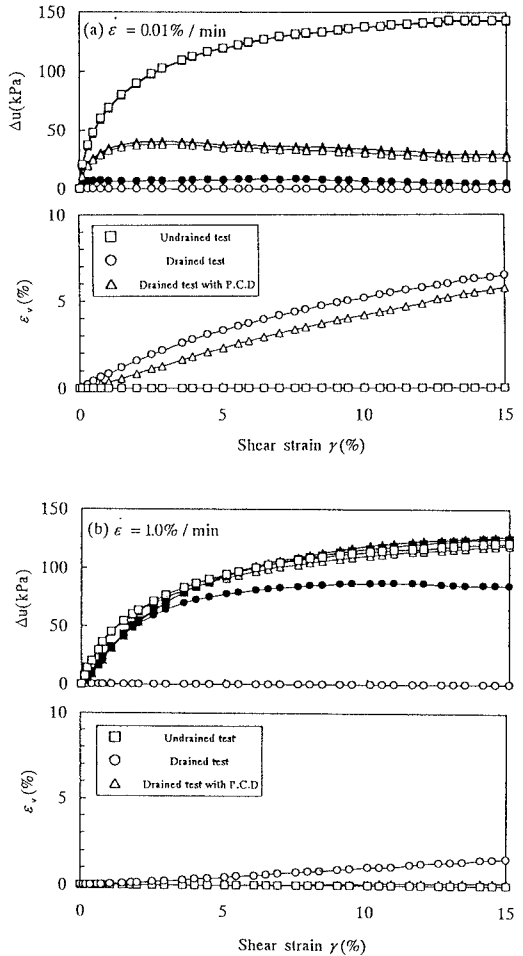 (a) ε̇ = 0.01% / min
150
100
50
0
Δu(kPa)
10
5
0
εv(%)
Undrained test
Drained test
Drained test with P.C.D
0 5 10 15
Shear strain γ(%)
(b) ε̇ = 1.0% / min
150
100
50
0
Δu(kPa)
10
5
0
εv(%)
Undrained test
Drained test
Drained test with P.C.D
0 5 10 15
Shear strain γ(%)